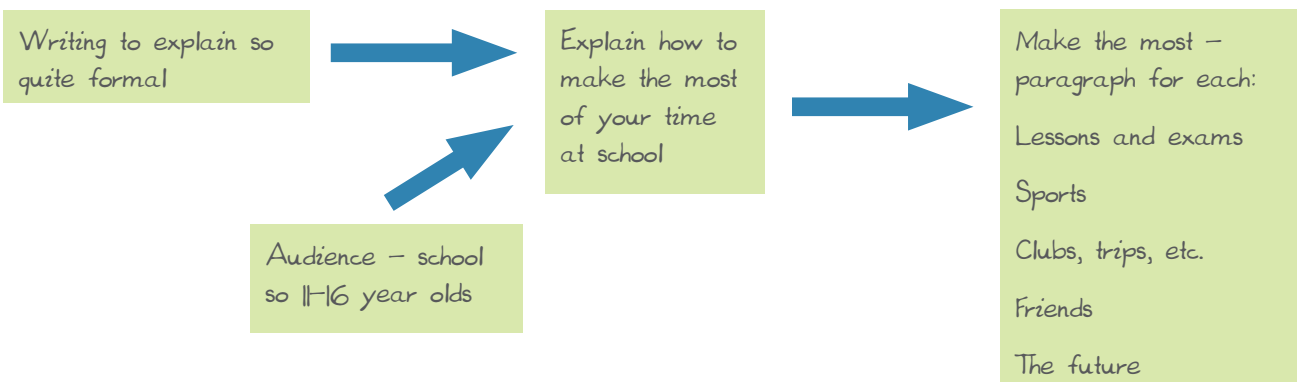 Writing to explain so
quite formal
Audience – school
so 11–16 year olds
Explain how to
make the most
of your time
at school
Make the most –
paragraph for each:
Lessons and exams
Sports
Clubs, trips, etc.
Friends
The future